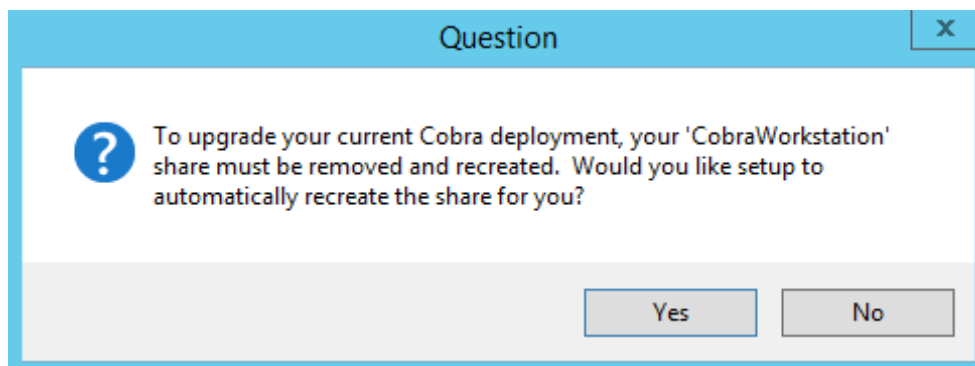 Question
x
To upgrade your current Cobra deployment, your 'CobraWorkstation'
share must be removed and recreated.  Would you like setup to
automatically recreate the share for you?
Yes No